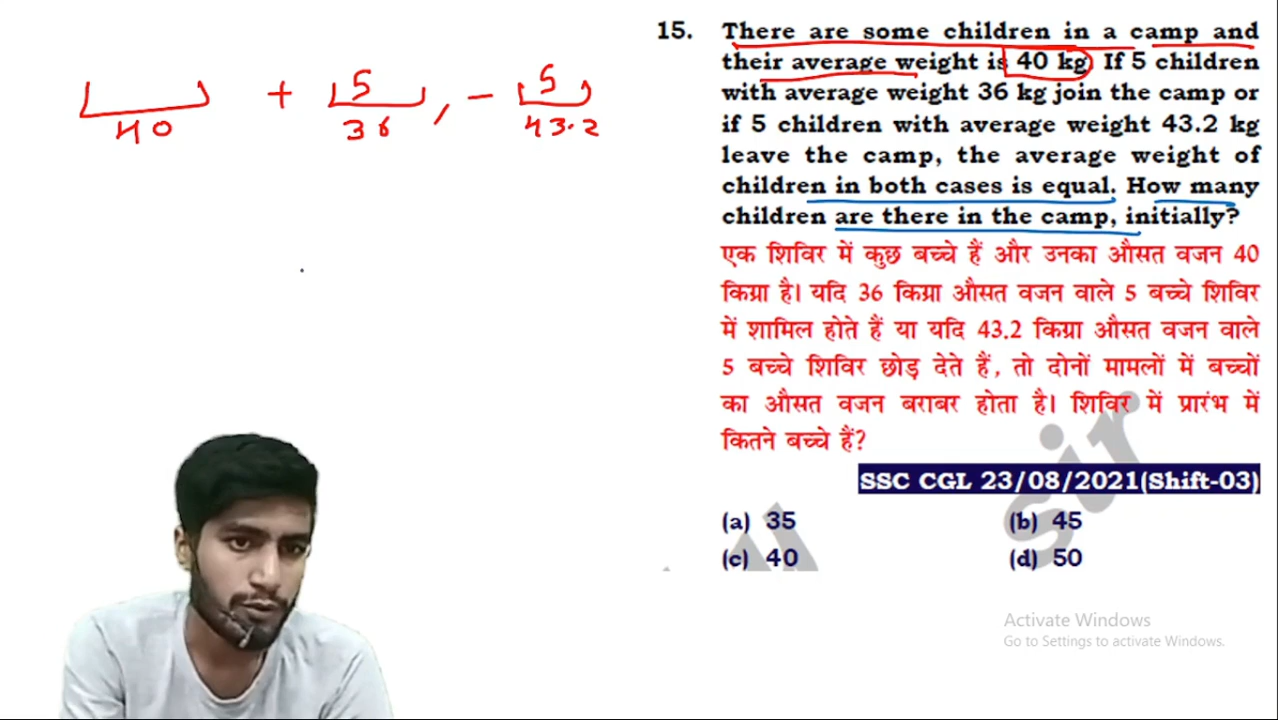 15. There are some children in a camp and
their average weight is 40 kg. If 5 children
with average weight 36 kg join the camp or
if 5 children with average weight 43.2 kg
leave the camp, the average weight of
children in both cases is equal. How many
children are there in the camp, initially?
एक शिविर में कुछ बच्चे हैं और उनका औसत वजन 40
किग्रा है। यदि 36 किग्रा औसत वजन वाले 5 बच्चे शिविर
में शामिल होते हैं या यदि 43.2 किग्रा औसत वजन वाले
5 बच्चे शिविर छोड़ देते हैं, तो दोनों मामलों में बच्चों
का औसत वजन बराबर होता है। शिविर में प्रारंभ में
कितने बच्चे हैं?
SSC CGL 23/08/2021(Shift-03)
(a) 35 (b) 45
(c) 40 (d) 50
5 5
+ , -
40 36 43.2
sir
Activate Windows
Go to Settings to activate Windows.